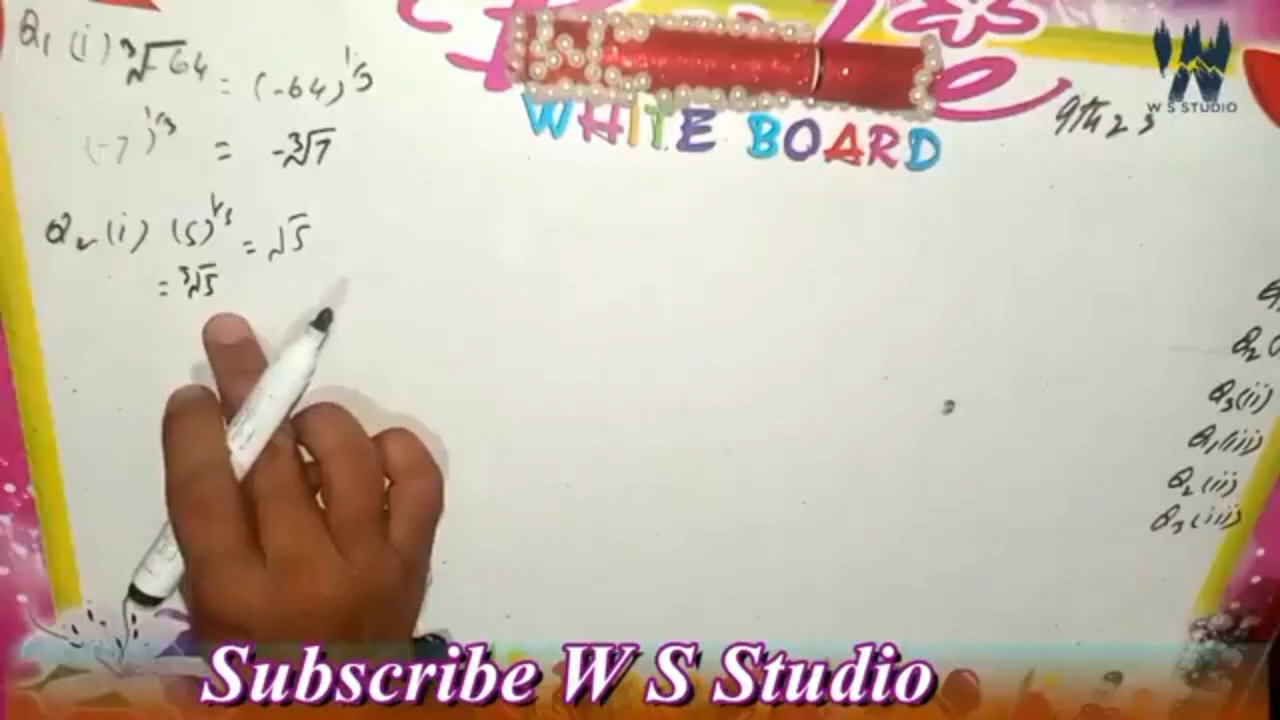 Q1 (i) ∛-64 = (-64)^1/3
(-7)^1/3 = -∛7
Q2 (i) (5)^1/3 = √5
= ∛5
WHITE BOARD
W S STUDIO
9th 2.3
Q2
Q3(ii)
Q1(iii)
Q2(ii)
Q3(iii)
Subscribe W S Studio